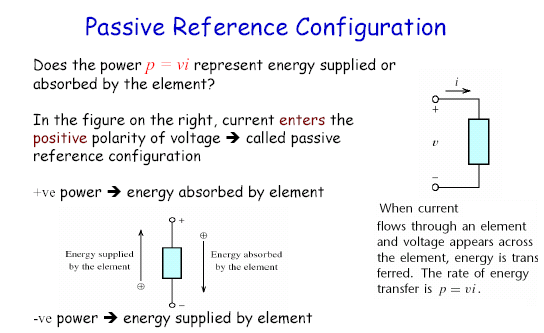 Passive Reference Configuration
Does the power p = vi represent energy supplied or
absorbed by the element?
In the figure on the right, current enters the
positive polarity of voltage ➔ called passive
reference configuration
+ve power ➔ energy absorbed by element
+
Energy supplied
by the element
⊕
⊕
Energy absorbed
by the element
−
-ve power ➔ energy supplied by element
i
+
v
−
When current
flows through an element
and voltage appears across
the element, energy is trans
ferred. The rate of energy
transfer is p = vi.